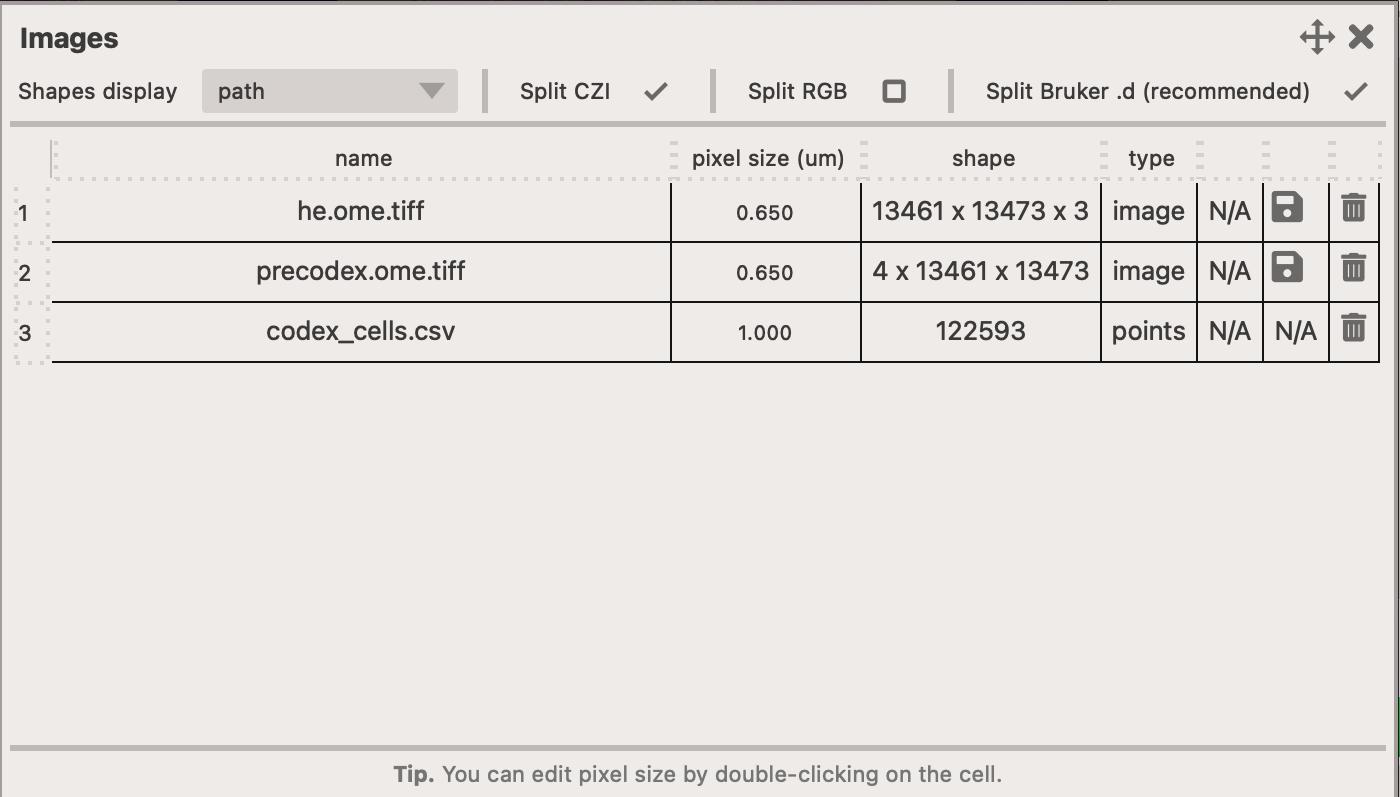 Images
Shapes display path Split CZI Split RGB Split Bruker .d (recommended)
name pixel size (um) shape type
1 he.ome.tiff 0.650 13461 x 13473 x 3 image N/A
2 precodex.ome.tiff 0.650 4 x 13461 x 13473 image N/A
3 codex_cells.csv 1.000 122593 points N/A N/A
Tip. You can edit pixel size by double-clicking on the cell.